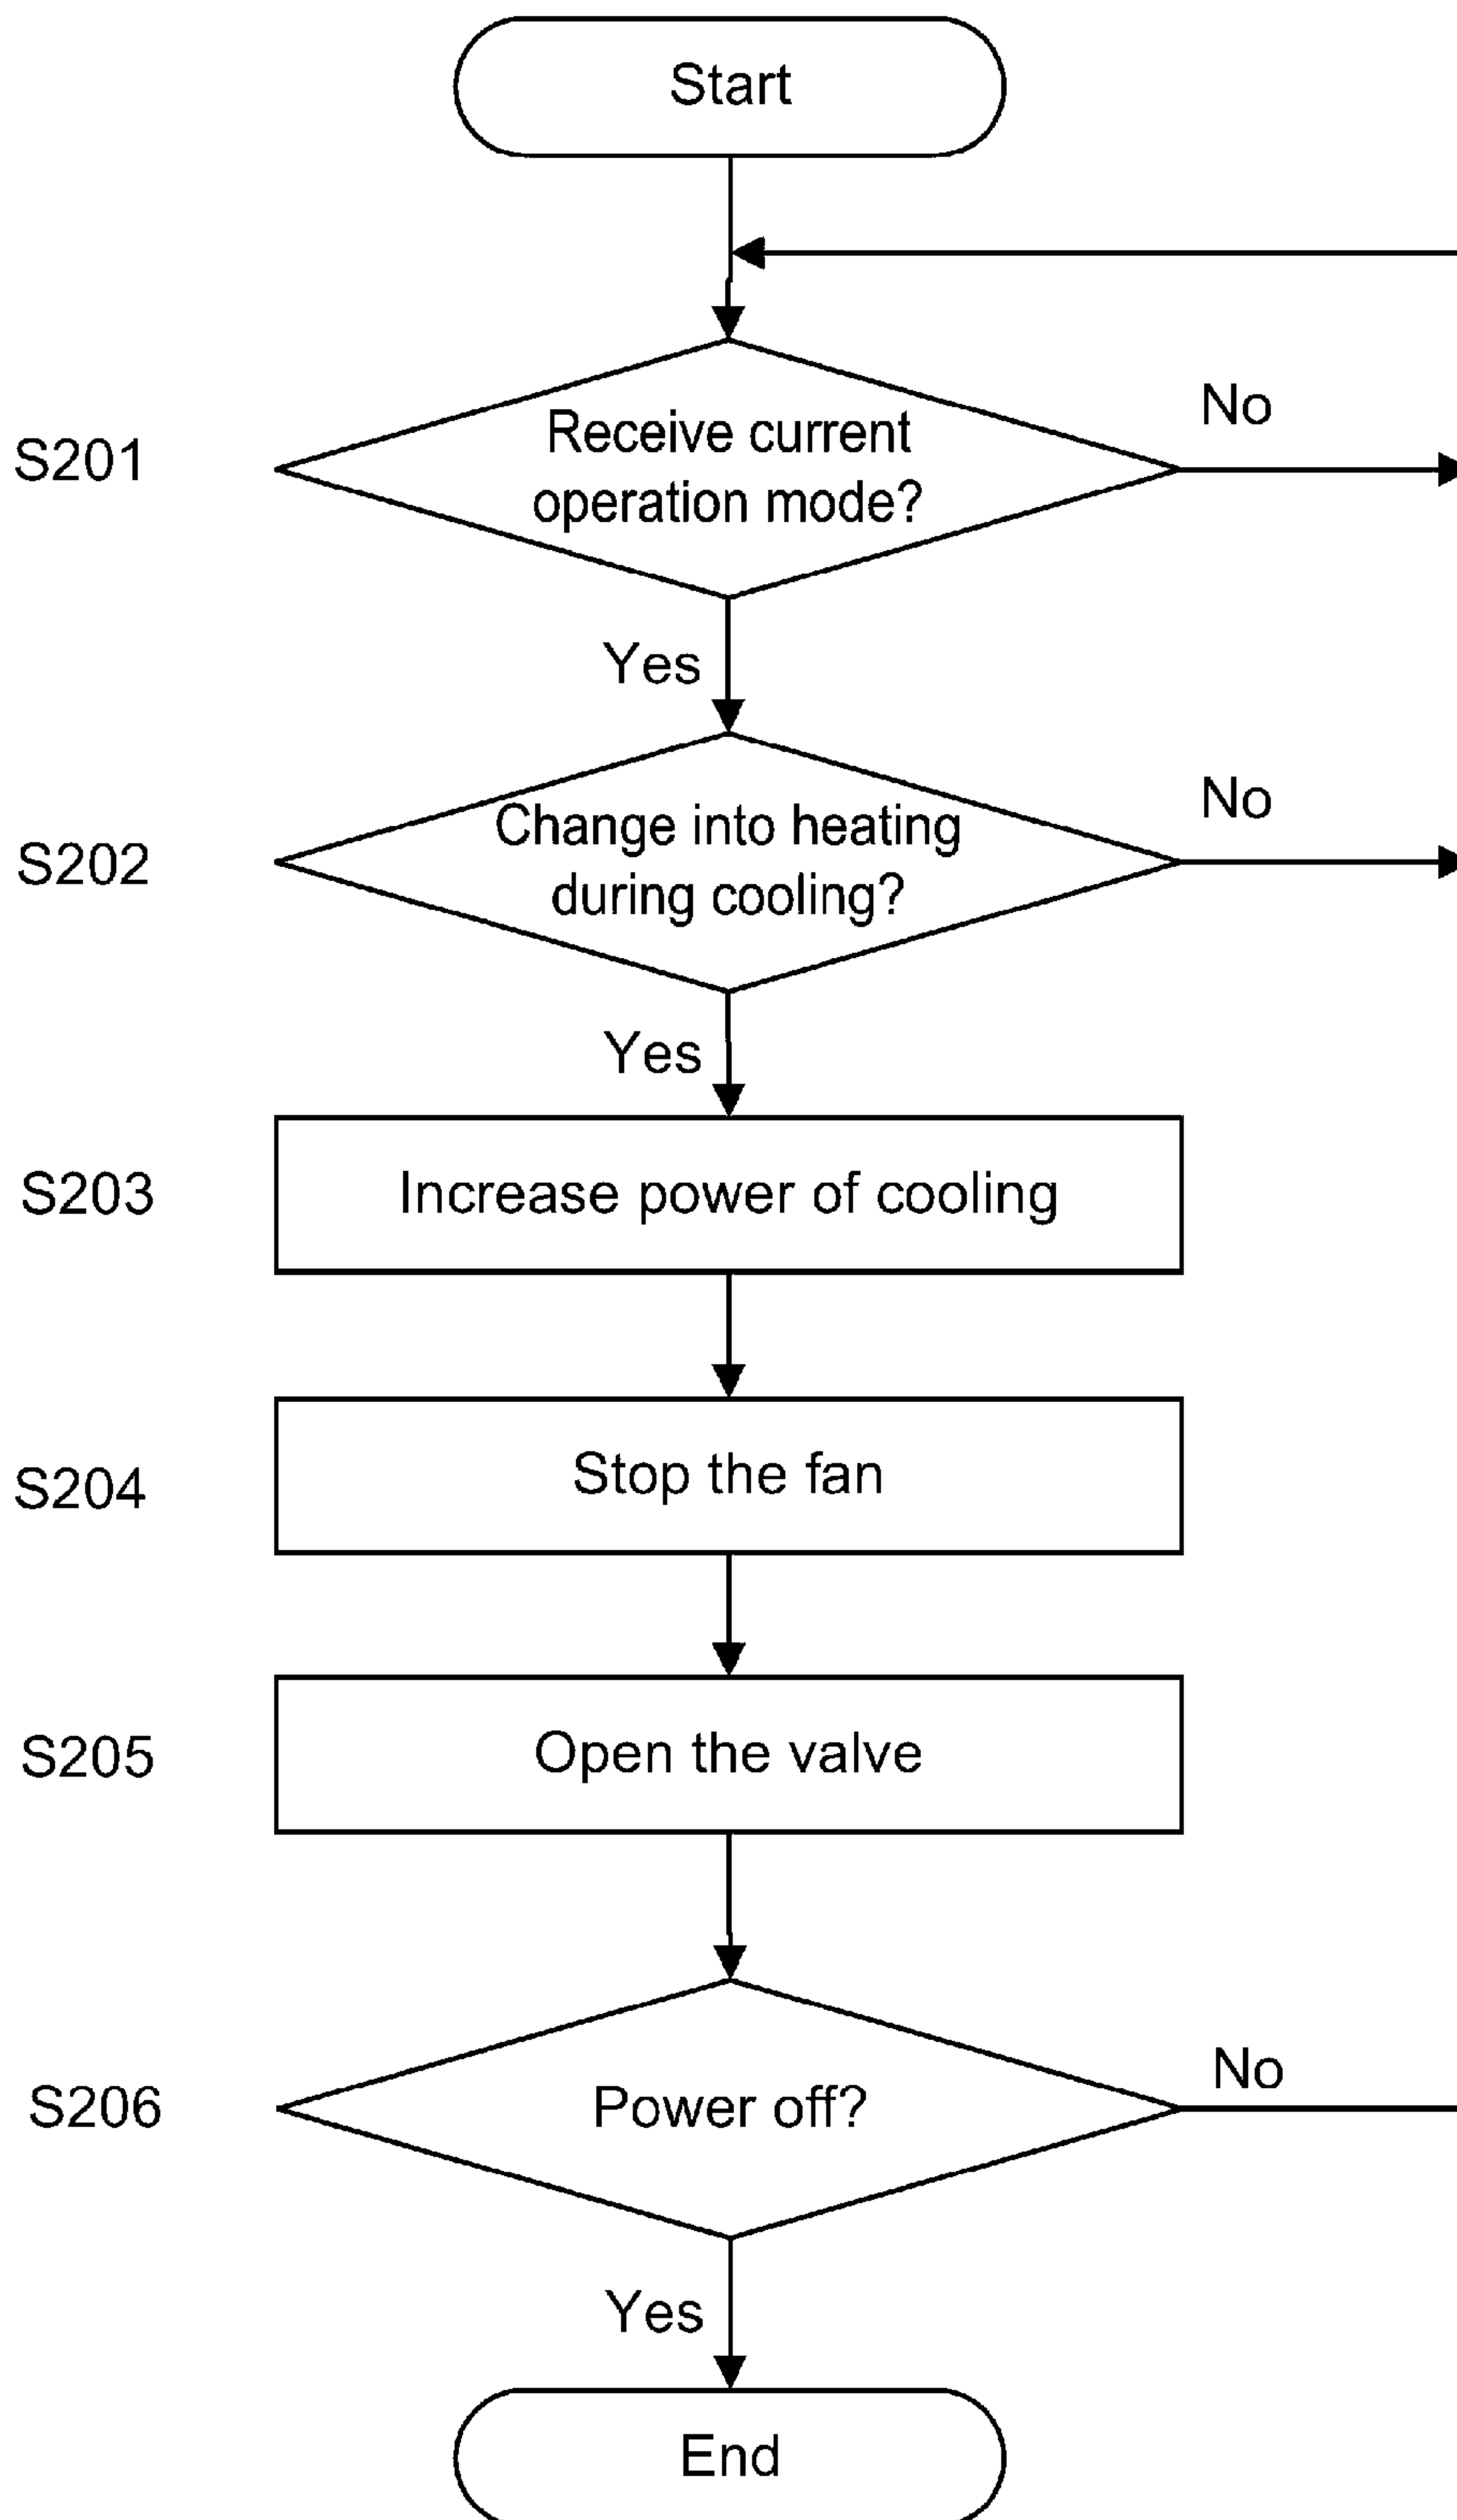 Start
S201
Receive current
operation mode?
No
Yes
S202
Change into heating
during cooling?
No
Yes
S203
Increase power of cooling
S204
Stop the fan
S205
Open the valve
S206
Power off?
No
Yes
End